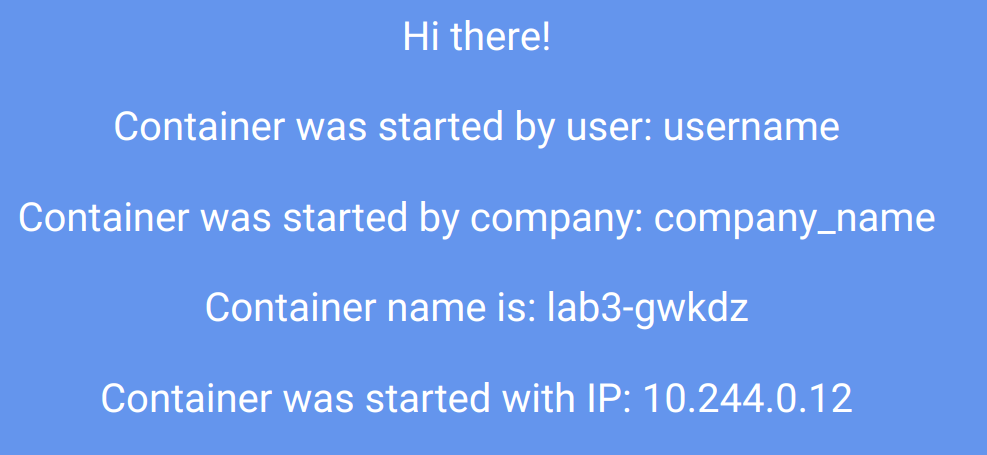 Hi there!
Container was started by user: username
Container was started by company: company_name
Container name is: lab3-gwkdz
Container was started with IP: 10.244.0.12